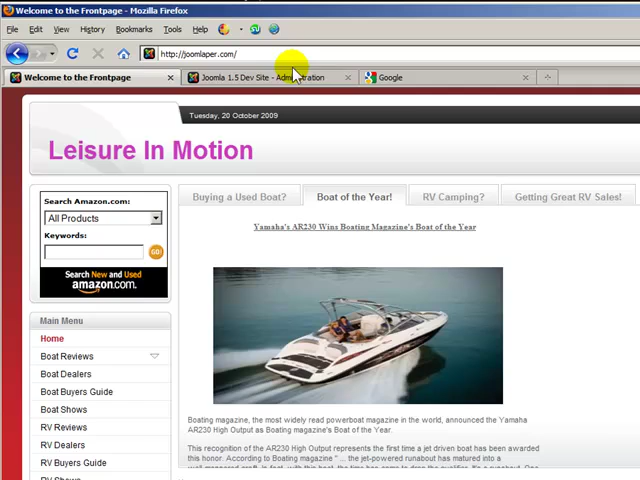 Welcome to the Frontpage - Mozilla Firefox
File Edit View History Bookmarks Tools Help
http://joomlaper.com/
Welcome to the Frontpage
Joomla 1.5 Dev Site - Administration
Google
Tuesday, 20 October 2009
Leisure In Motion
Search Amazon.com:
All Products
Keywords:
GO!
Search New and Used
amazon.com.
Buying a Used Boat?
Boat of the Year!
RV Camping?
Getting Great RV Sales!
Yamaha's AR230 Wins Boating Magazine's Boat of the Year
Main Menu
Home
Boat Reviews
Boat Dealers
Boat Buyers Guide
Boat Shows
RV Reviews
RV Dealers
RV Buyers Guide
RV Shows
Boating magazine, the most widely read powerboat magazine in the world, announced the Yamaha
AR230 High Output as Boating magazine's Boat of the Year.
This recognition of the AR230 High Output represents the first time a jet driven boat has been awarded
this honor. According to Boating magazine " ... the jet-powered runabout has matured into a